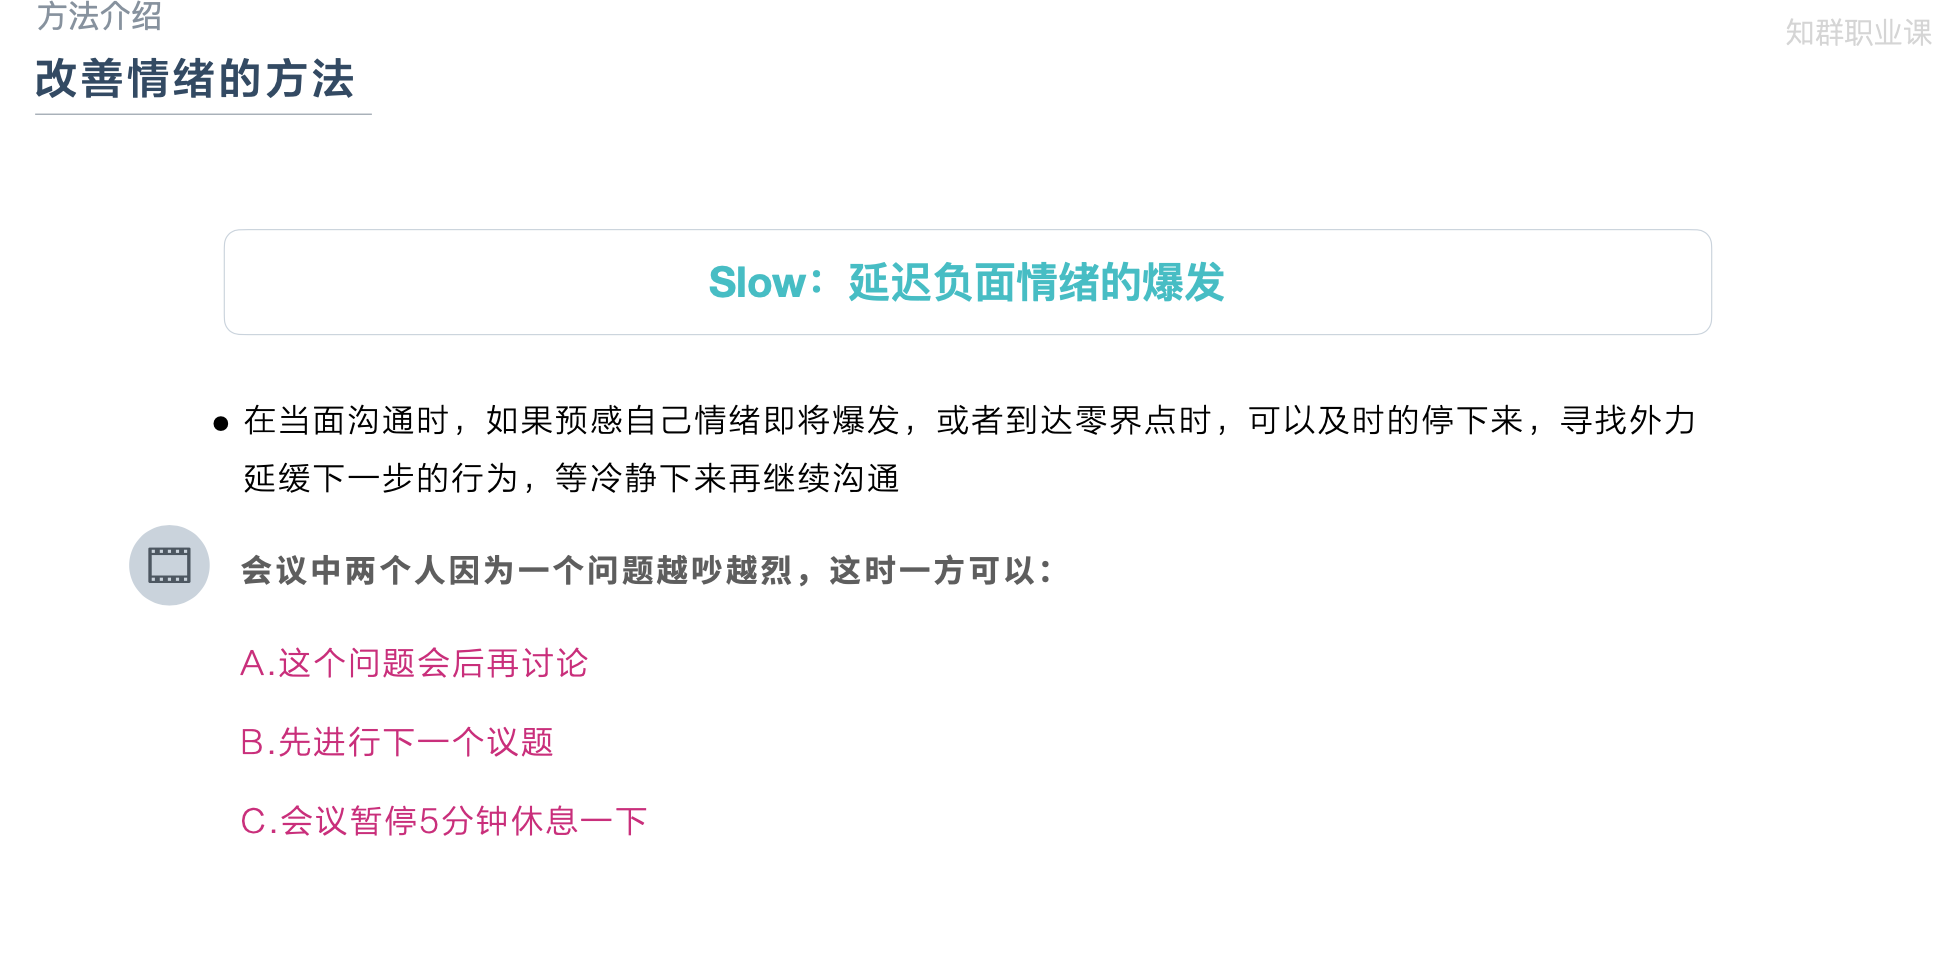 方法介绍
知群职业课
改善情绪的方法
Slow：延迟负面情绪的爆发
● 在当面沟通时，如果预感自己情绪即将爆发，或者到达零界点时，可以及时的停下来，寻找外力
延缓下一步的行为，等冷静下来再继续沟通
会议中两个人因为一个问题越吵越烈，这时一方可以：
A.这个问题会后再讨论
B.先进行下一个议题
C.会议暂停5分钟休息一下